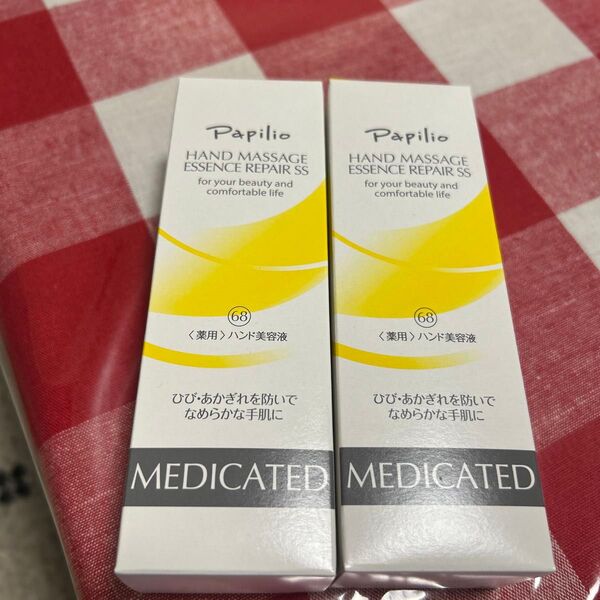 Papilio
HAND MASSAGE
ESSENCE REPAIR SS
for your beauty and
comfortable life
68
〈薬用〉ハンド美容液
ひび・あかぎれを防いで
なめらかな手肌に
MEDICATED
Papilio
HAND MASSAGE
ESSENCE REPAIR SS
for your beauty and
comfortable life
68
〈薬用〉ハンド美容液
ひび・あかぎれを防いで
なめらかな手肌に
MEDICATED